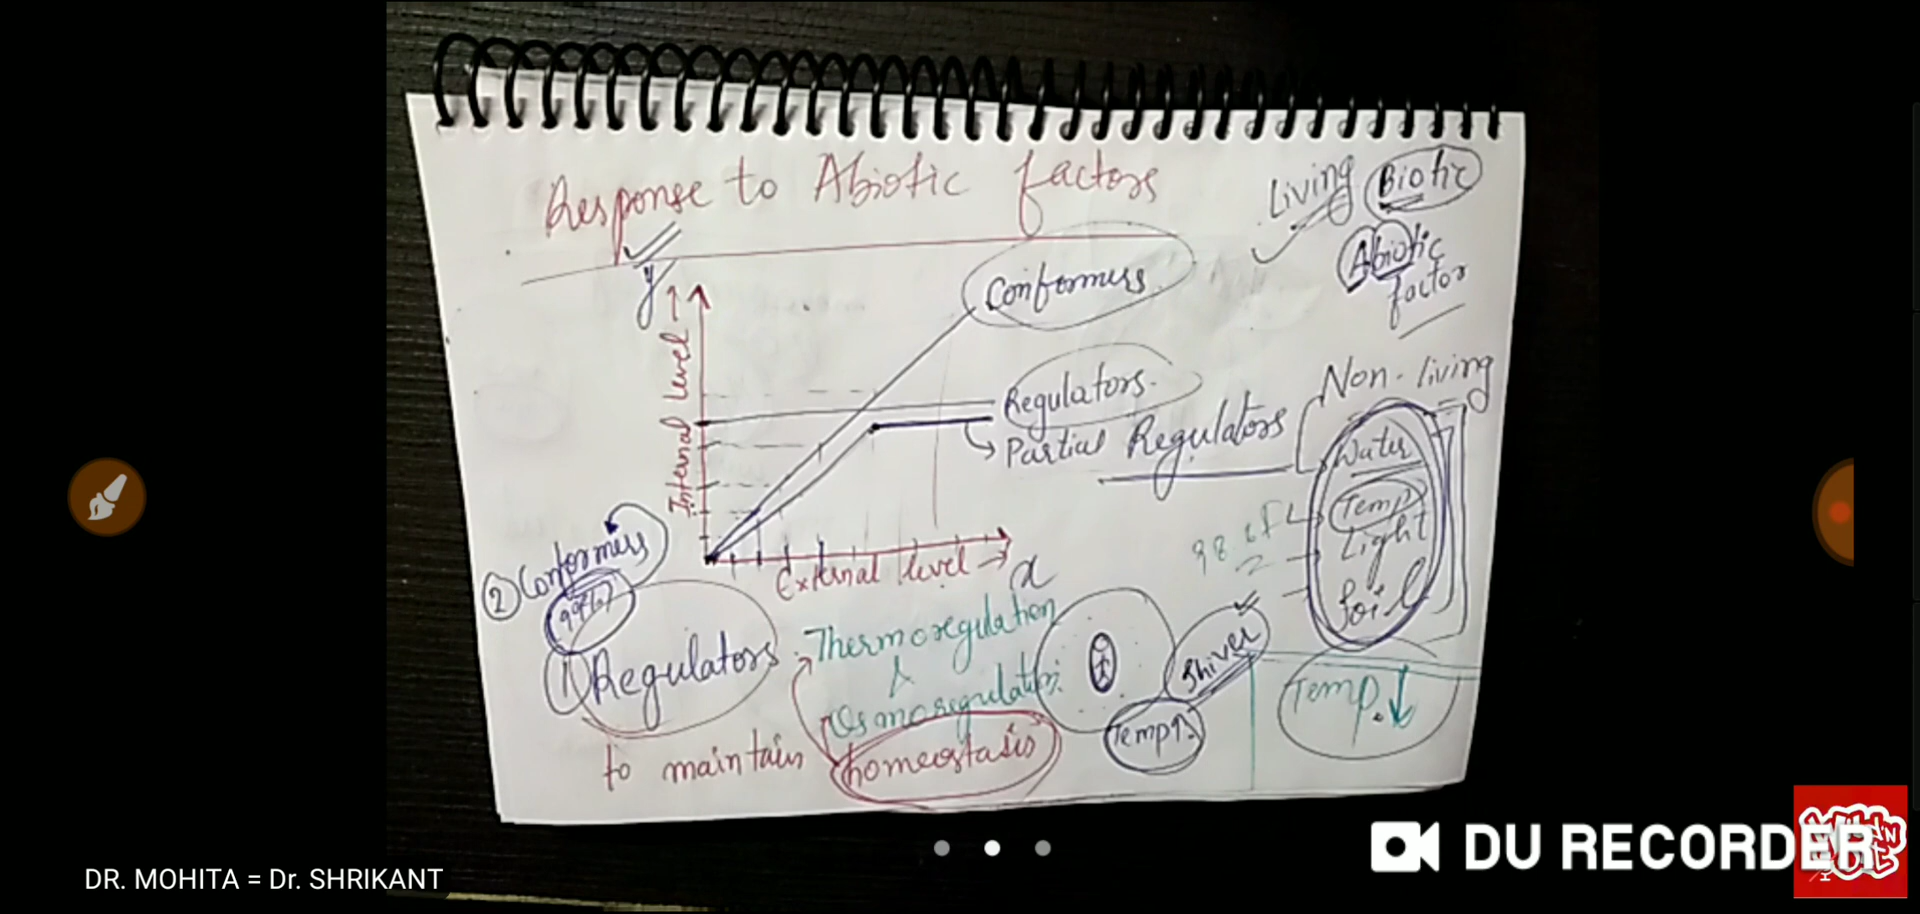 Response to Abiotic factors
Living Biotic
Abiotic
factor
y
Conformers
Internal level →
Regulators.
Partial Regulators
Non-living
Water
Temp
Light
Soil
External level →
x
② Conformers
99%
① Regulators
Thermoregulation
&
Osmoregulation
to maintain homeostasis
Shiver
Temp↑
Temp.↓
DU RECORDER
DR. MOHITA = Dr. SHRIKANT